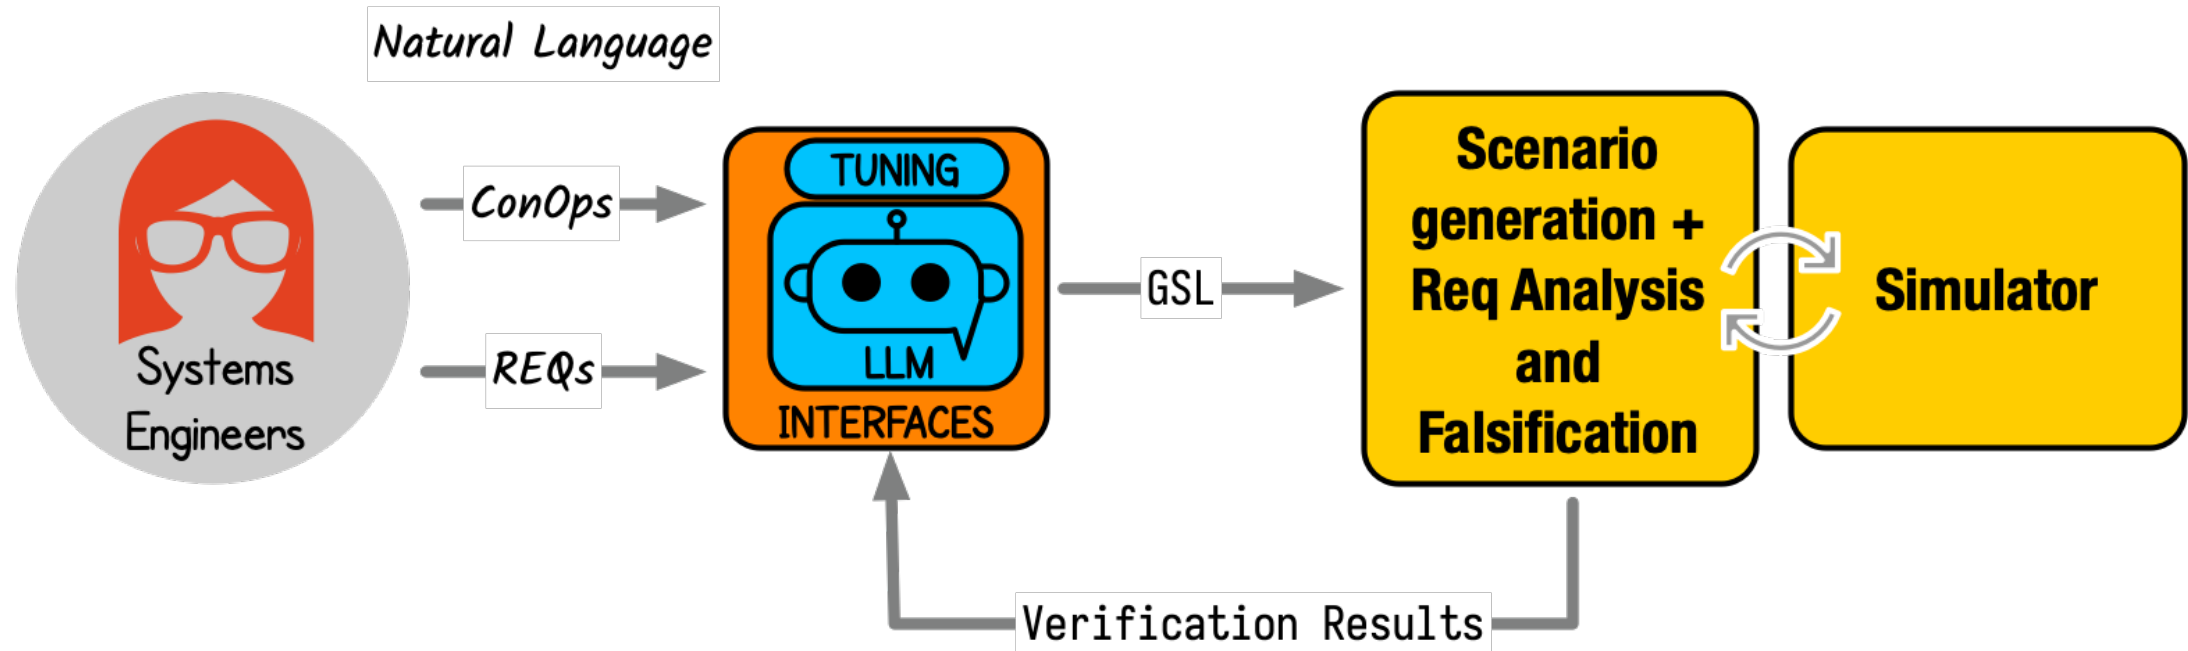 Natural Language
Systems
Engineers
ConOps
REQs
TUNING
LLM
INTERFACES
GSL
Scenario
generation +
Req Analysis
and
Falsification
Simulator
Verification Results